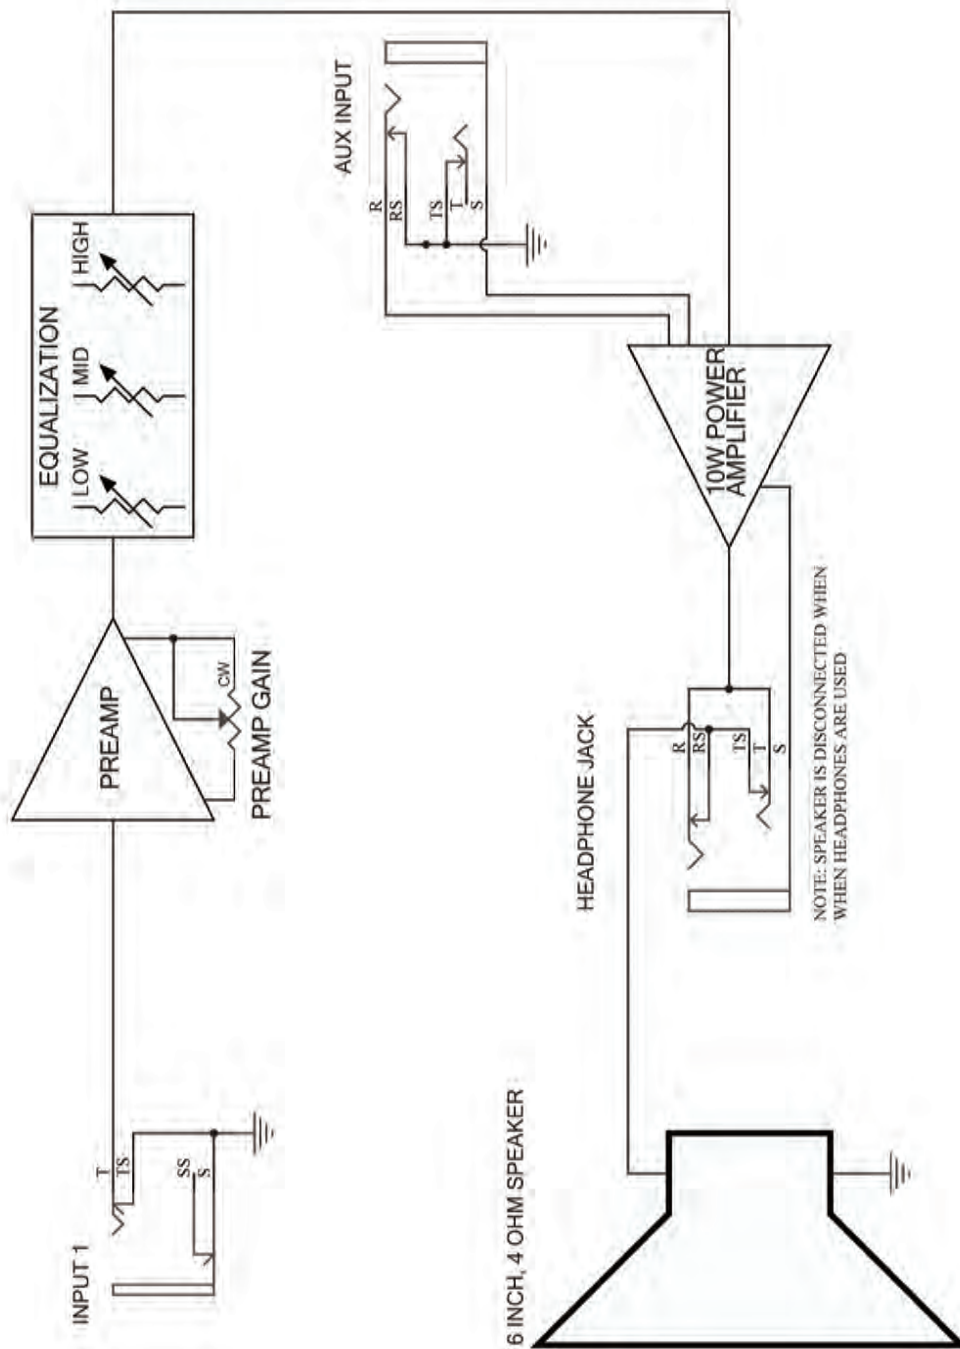 INPUT 1
T
TS
SS
S
PREAMP
CW
PREAMP GAIN
EQUALIZATION
LOW
MID
HIGH
AUX INPUT
R
RS
TS
T
S
10W POWER
AMPLIFIER
HEADPHONE JACK
R
RS
TS
T
S
NOTE: SPEAKER IS DISCONNECTED WHEN
WHEN HEADPHONES ARE USED
6 INCH, 4 OHM SPEAKER